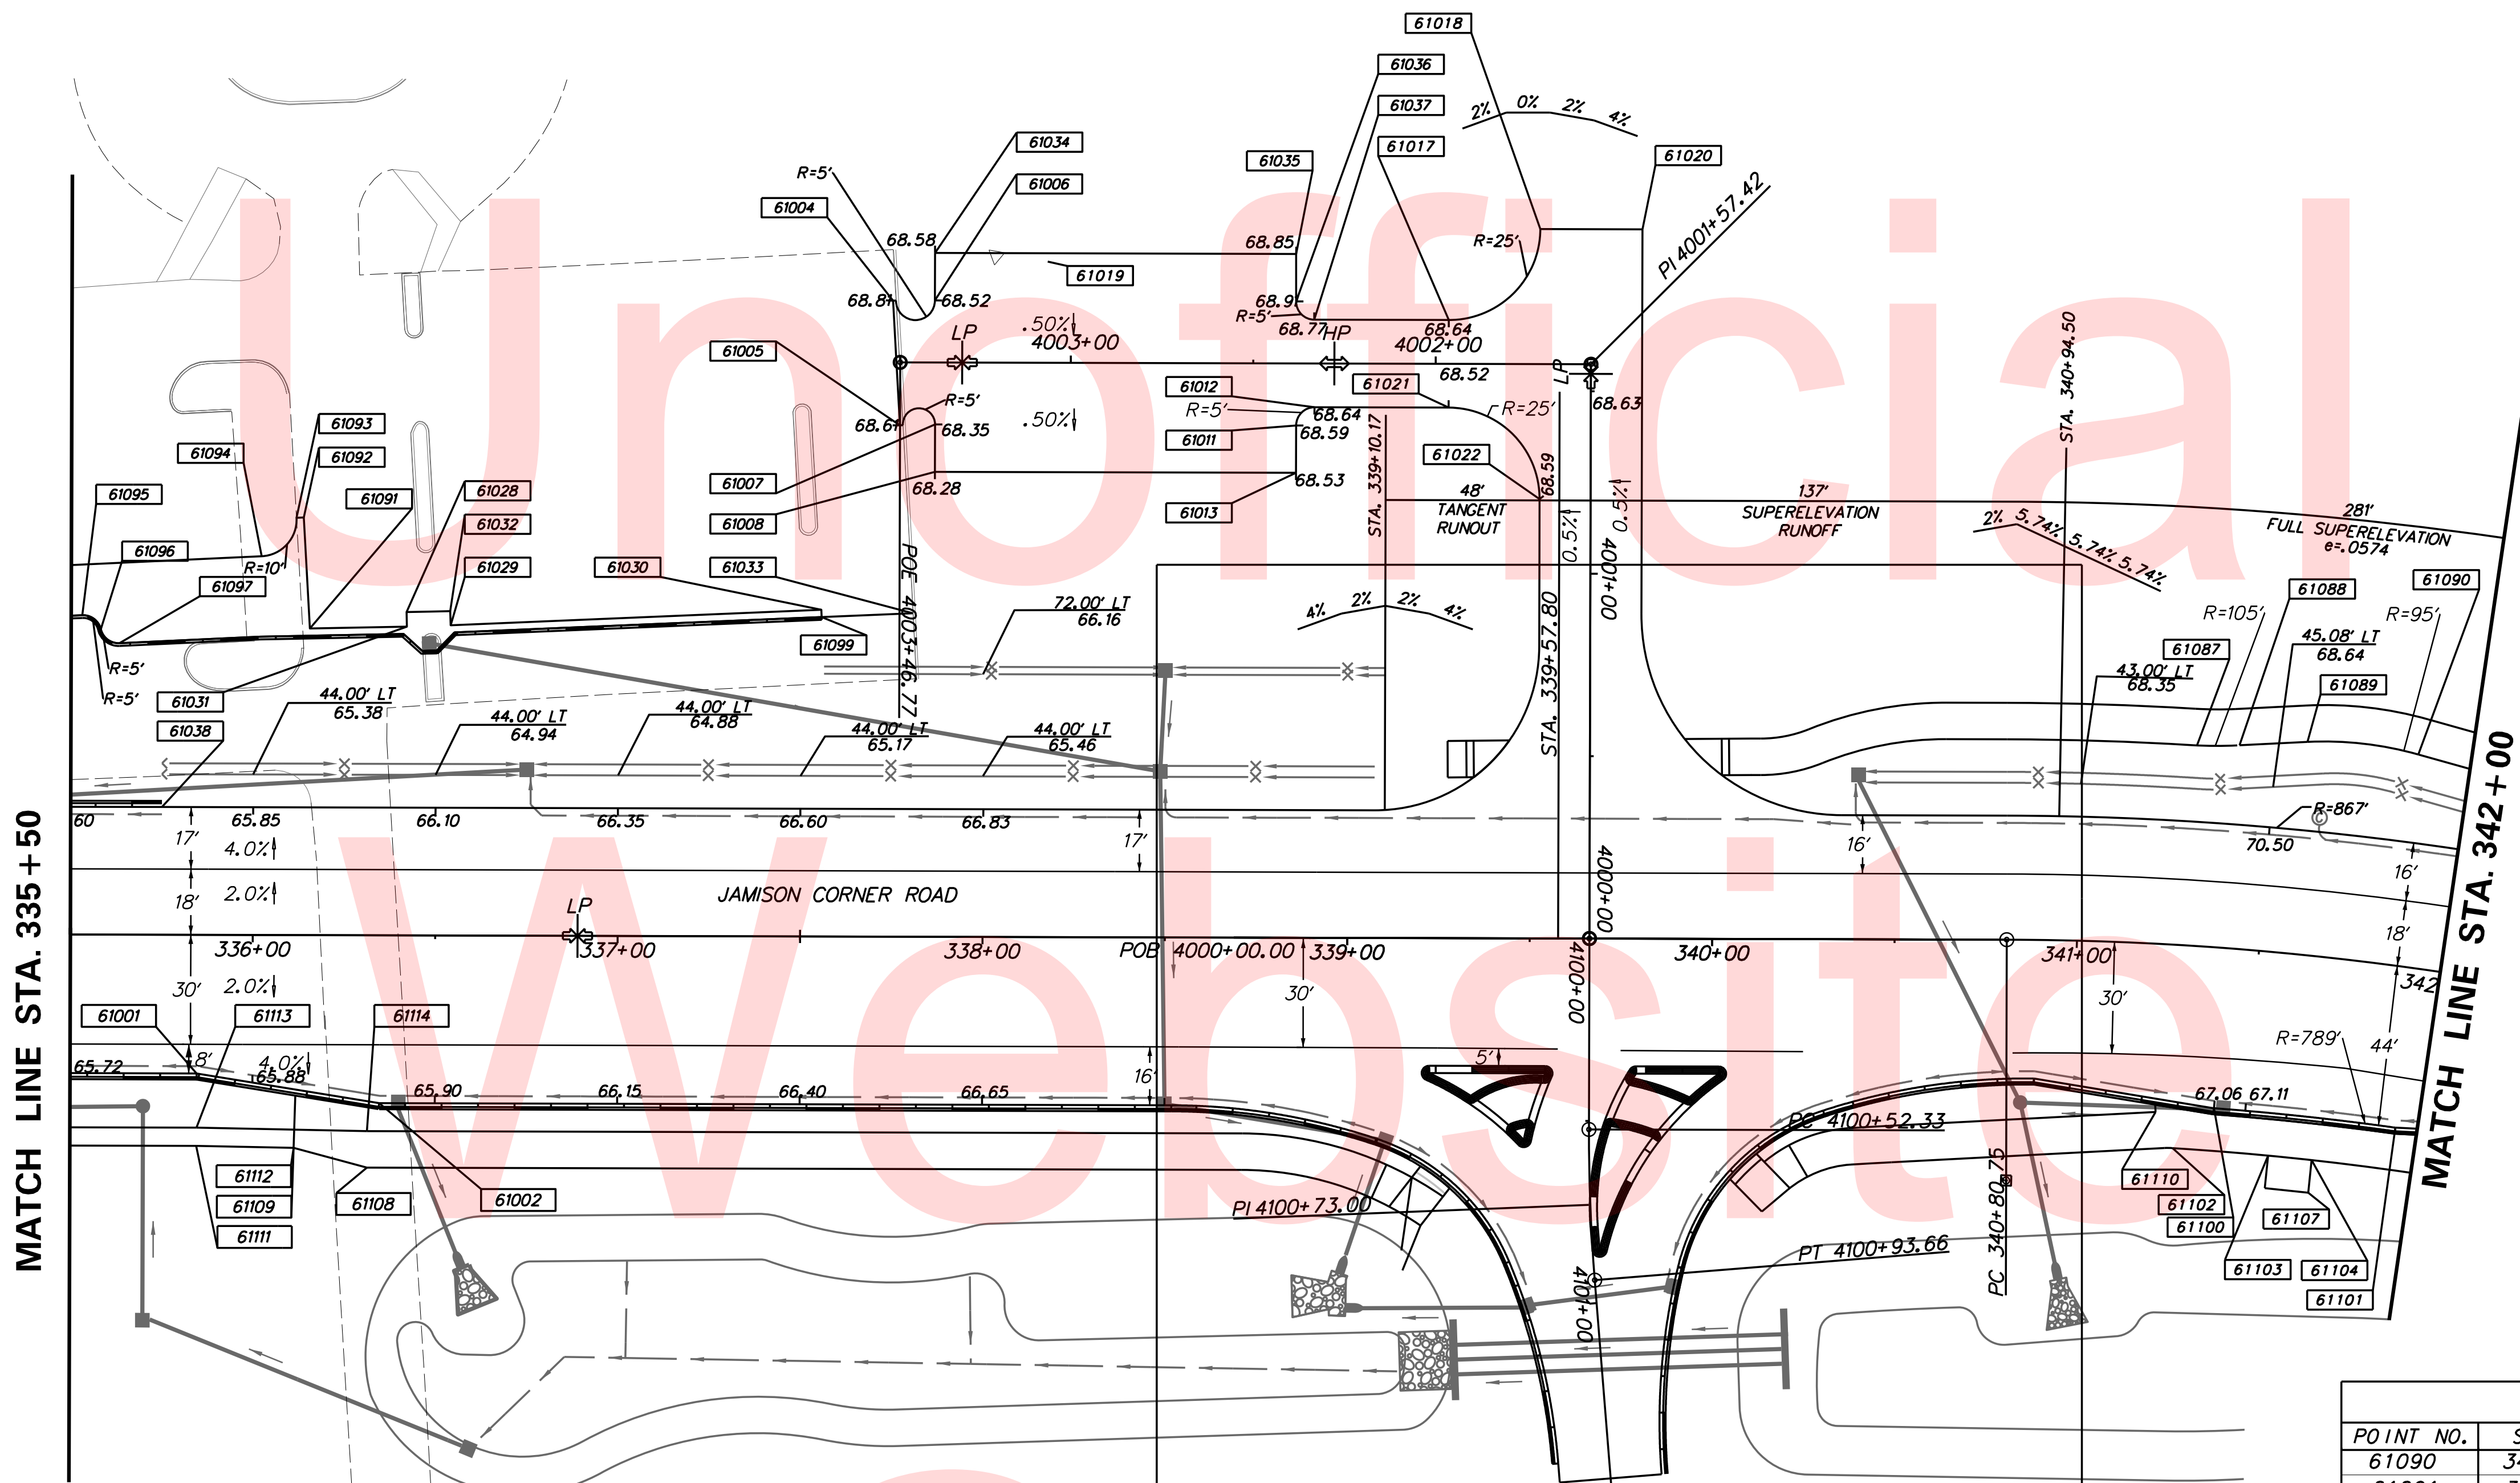 Unofficial
Website
61018
61036
61037
61017
2% 0% 2% 4%
61020
61034
61035
61006
R=5'
61004
PI 4001+57.42
68.58
68.85
R=25'
61019
68.81
68.52
68.9
R=5'
68.77
HP
68.64
LP
.50%
4003+00
4002+00
STA. 340+94.50
61005
61012
61021
68.52
LP
68.63
R=5'
R=5'
68.64
R=25'
68.61
68.35
.50%
68.59
61011
STA. 339+10.17
61022
68.59
61093
61094
61092
61007
68.28
68.53
61095
61091
61028
61008
61013
48'
TANGENT
RUNOUT
137'
SUPERELEVATION
RUNOFF
281'
FULL SUPERELEVATION
e=.0574
2% 5.74% 5.74% 5.74%
61032
0.5%
0.5%
61096
R=10'
61029
61030
61033
61097
4001+00
61088
61090
POE 4003+46.77
72.00' LT
66.16
4% 2% 2% 4%
R=105'
R=95'
STA. 339+57.80
61099
61087
45.08' LT
68.64
R=5'
R=5'
61031
43.00' LT
68.35
61089
44.00' LT
65.38
44.00' LT
64.94
44.00' LT
64.88
44.00' LT
65.17
44.00' LT
65.46
61038
MATCH LINE STA. 335+50
MATCH LINE STA. 342+00
60
65.85
66.10
66.35
66.60
66.83
R=867'
70.50
17'
4.0%
17'
16'
16'
18'
2.0%
JAMISON CORNER ROAD
4000+00
18'
LP
336+00
337+00
338+00
POB 4000+00.00
339+00
340+00
341+00
342
4100+00
30'
2.0%
30'
30'
44'
61001
61113
61114
R=789'
65.72
8'
4.0%
65.88
65.90
66.15
66.40
66.65
16'
5'
67.06
67.11
PC 4100+52.33
61112
61109
61111
61108
61002
PI 4100+73.00
PC 340+80.75
61110
61102
61100
61107
PT 4100+93.66
61103
61104
61101
4101+00
POINT NO.
61090